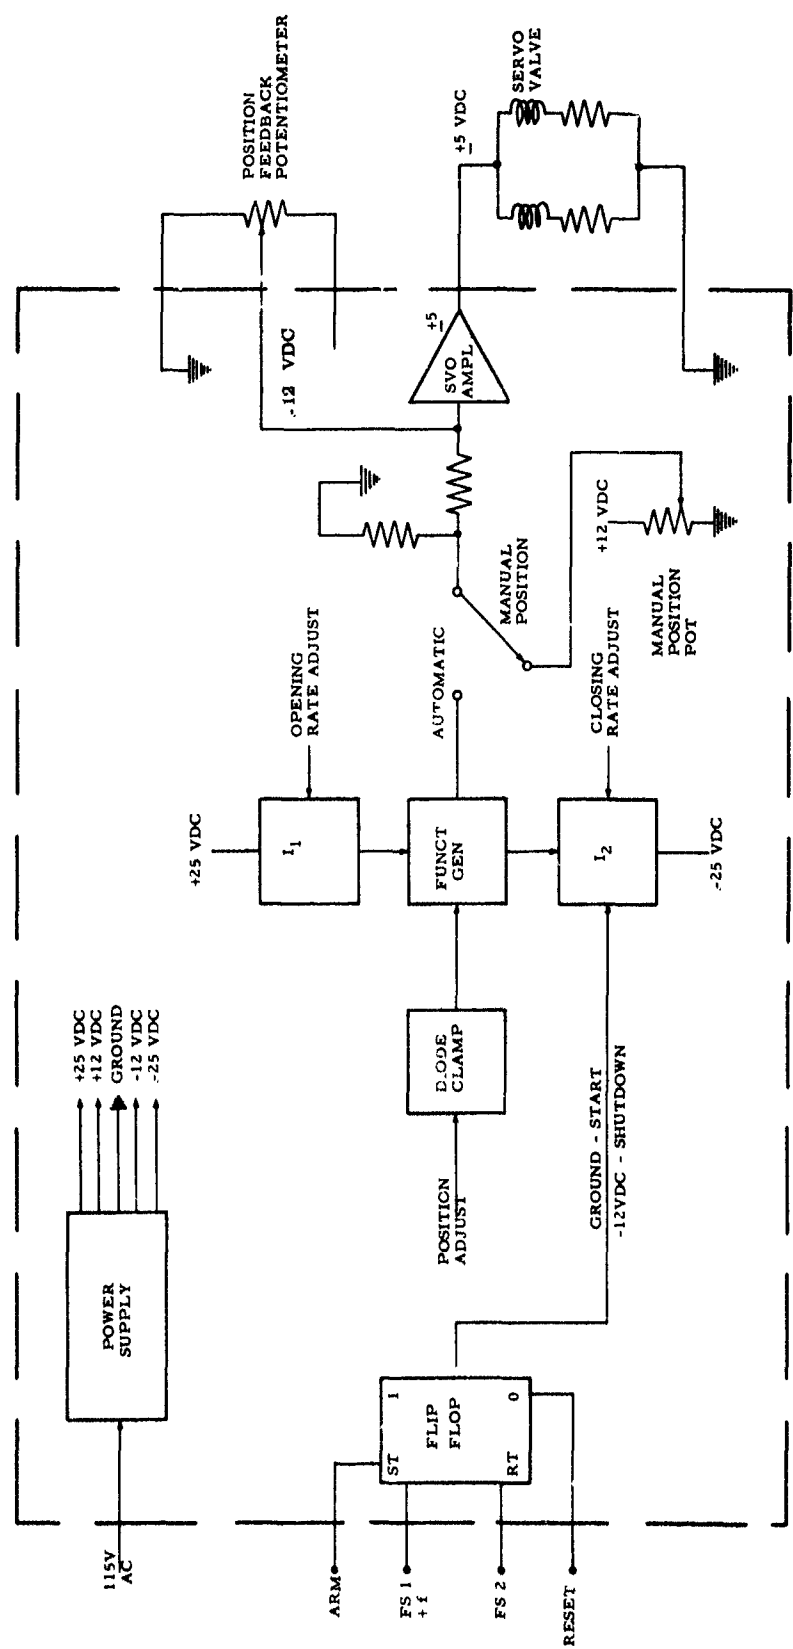 115V
AC
POWER
SUPPLY
+25 VDC
+12 VDC
GROUND
-12 VDC
-25 VDC
ARM
FS 1
+ f
FS 2
RESET
ST
1
FLIP
FLOP
RT
0
GROUND - START
-12VDC - SHUTDOWN
POSITION
ADJUST
DIODE
CLAMP
+25 VDC
I1
OPENING
RATE ADJUST
FUNCT
GEN
AUTOMATIC
I2
-25 VDC
CLOSING
RATE ADJUST
MANUAL
POSITION
MANUAL
POSITION
POT
+12 VDC
-12 VDC
SVO
AMPL
±5
POSITION
FEEDBACK
POTENTIOMETER
±5 VDC
SERVO
VALVE